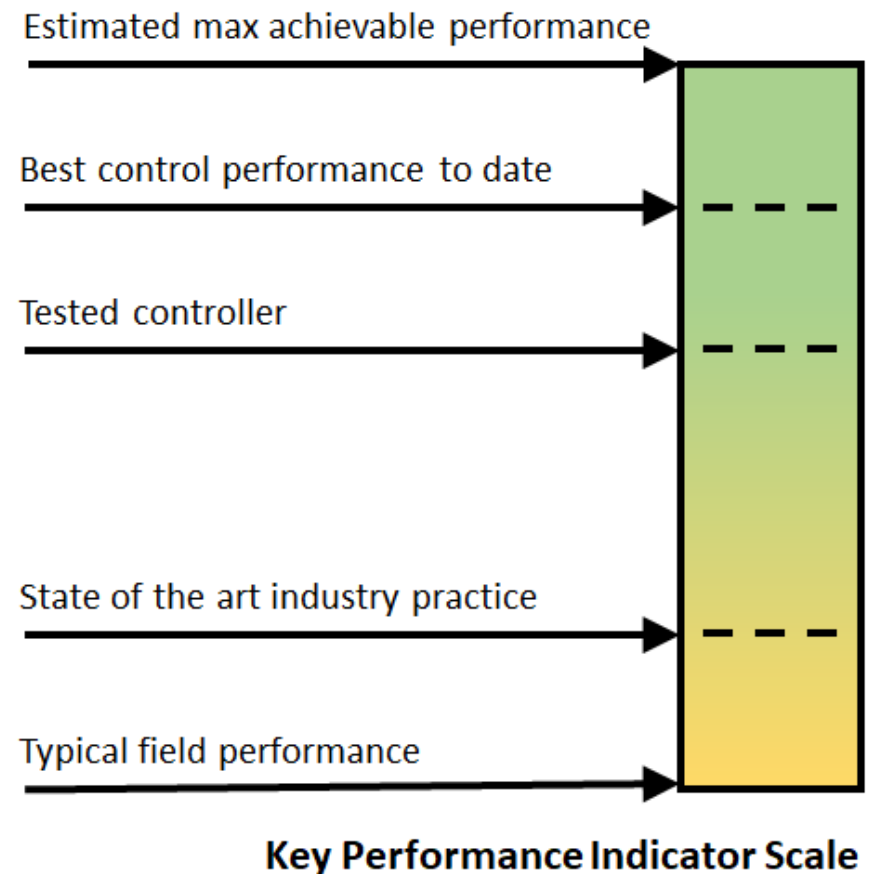 Estimated max achievable performance
Best control performance to date
Tested controller
State of the art industry practice
Typical field performance
Key Performance Indicator Scale